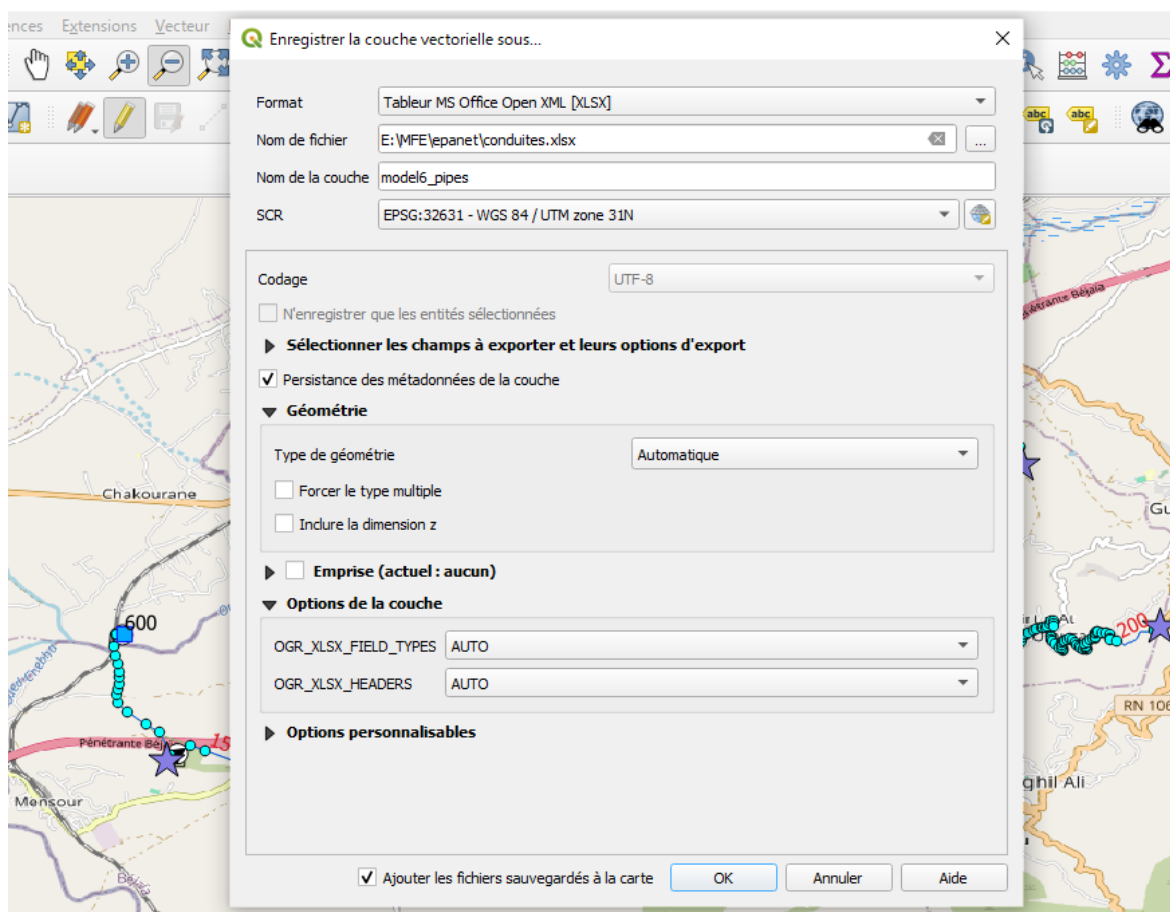 ences Extensions Vecteur
Enregistrer la couche vectorielle sous...
Format Tableur MS Office Open XML [XLSX]
Nom de fichier E:\MFE\epanet\conduites.xlsx ...
Nom de la couche model6_pipes
SCR EPSG:32631 - WGS 84 / UTM zone 31N
Codage UTF-8
N'enregistrer que les entités sélectionnées
Sélectionner les champs à exporter et leurs options d'export
Persistance des métadonnées de la couche
Géométrie
Type de géométrie Automatique
Forcer le type multiple
Inclure la dimension z
Emprise (actuel : aucun)
Options de la couche
OGR_XLSX_FIELD_TYPES AUTO
OGR_XLSX_HEADERS AUTO
Options personnalisables
Ajouter les fichiers sauvegardés à la carte OK Annuler Aide
abc abc
Chakourane
600
Pénétrante Béjaïa
15
Mensour
Béjaïa
Pénétrante Béjaïa
Gu
200
RN 106
ghil Ali